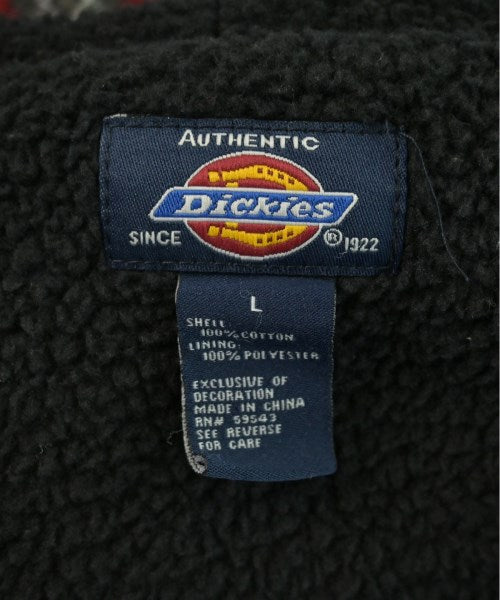 AUTHENTIC
Dickies
SINCE ® 1922
L
SHELL:
100% COTTON
LINING:
100% POLYESTER
EXCLUSIVE OF
DECORATION
MADE IN CHINA
RN# 59543
SEE REVERSE
FOR CARE